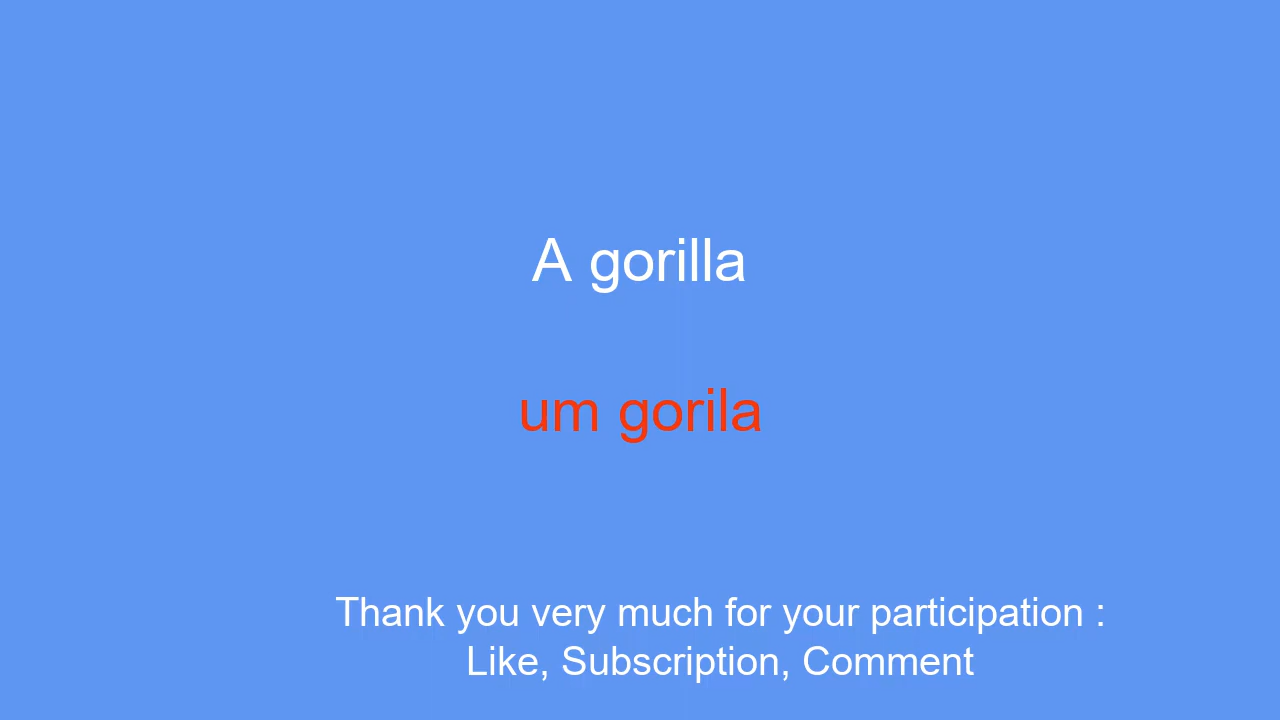 A gorilla
um gorila
Thank you very much for your participation :
Like, Subscription, Comment